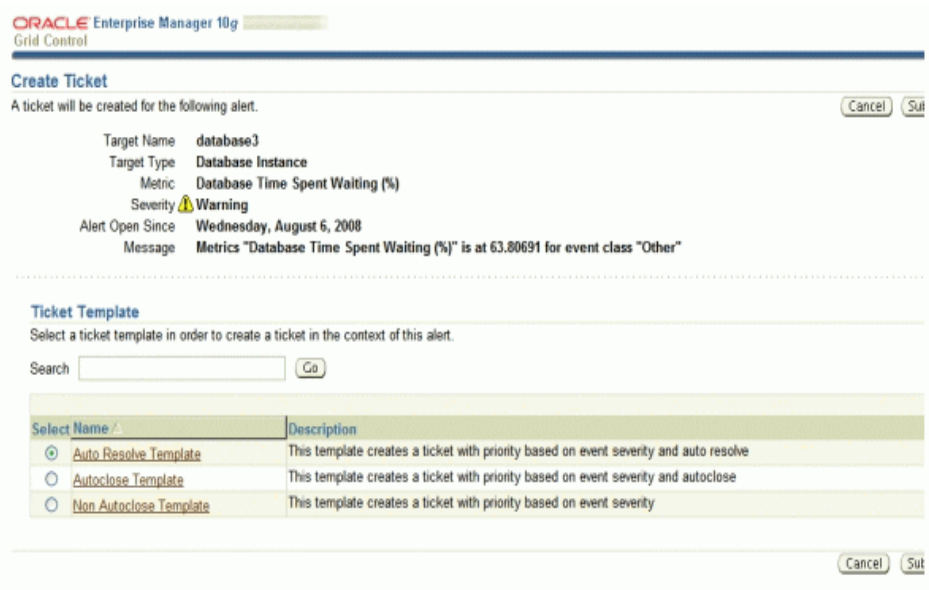 ORACLE Enterprise Manager 10g
Grid Control
Create Ticket
A ticket will be created for the following alert.
Cancel
Target Name database3
Target Type Database Instance
Metric Database Time Spent Waiting (%)
Severity Warning
Alert Open Since Wednesday, August 6, 2008
Message Metrics "Database Time Spent Waiting (%)" is at 63.80691 for event class "Other"
Ticket Template
Select a ticket template in order to create a ticket in the context of this alert.
Search Go
Select Name Description
Auto Resolve Template This template creates a ticket with priority based on event severity and auto resolve
Autoclose Template This template creates a ticket with priority based on event severity and autoclose
Non Autoclose Template This template creates a ticket with priority based on event severity
Cancel Sub